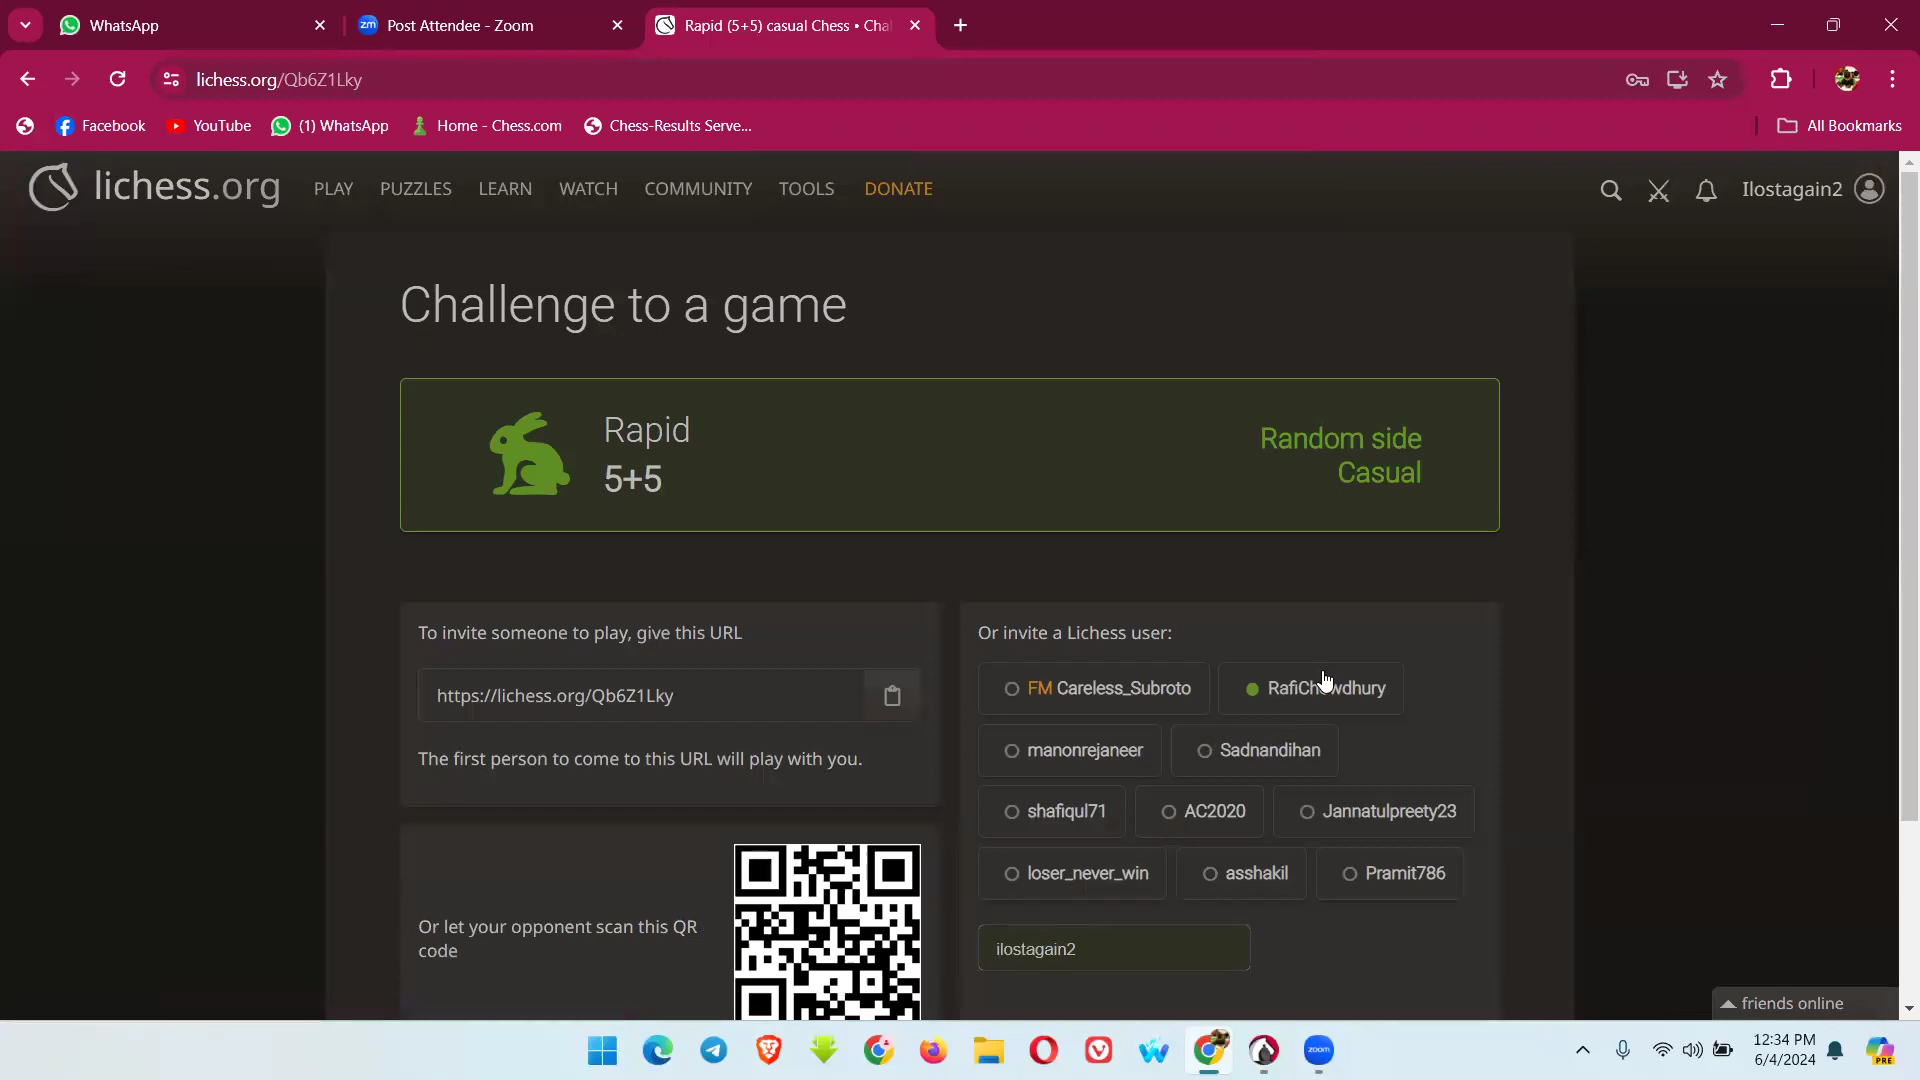 WhatsApp
Post Attendee - Zoom
Rapid (5+5) casual Chess • Cha
lichess.org/Qb6Z1Lky
Facebook
YouTube
(1) WhatsApp
Home - Chess.com
Chess-Results Serve...
All Bookmarks
lichess.org
PLAY
PUZZLES
LEARN
WATCH
COMMUNITY
TOOLS
DONATE
Ilostagain2
Challenge to a game
Rapid
5+5
Random side
Casual
To invite someone to play, give this URL
https://lichess.org/Qb6Z1Lky
The first person to come to this URL will play with you.
Or let your opponent scan this QR
code
Or invite a Lichess user:
FM Careless_Subroto
RafiChowdhury
manonrejaneer
Sadnandihan
shafiqul71
AC2020
Jannatulpreety23
loser_never_win
asshakil
Pramit786
ilostagain2
friends online
zoom
12:34 PM
6/4/2024
PRE